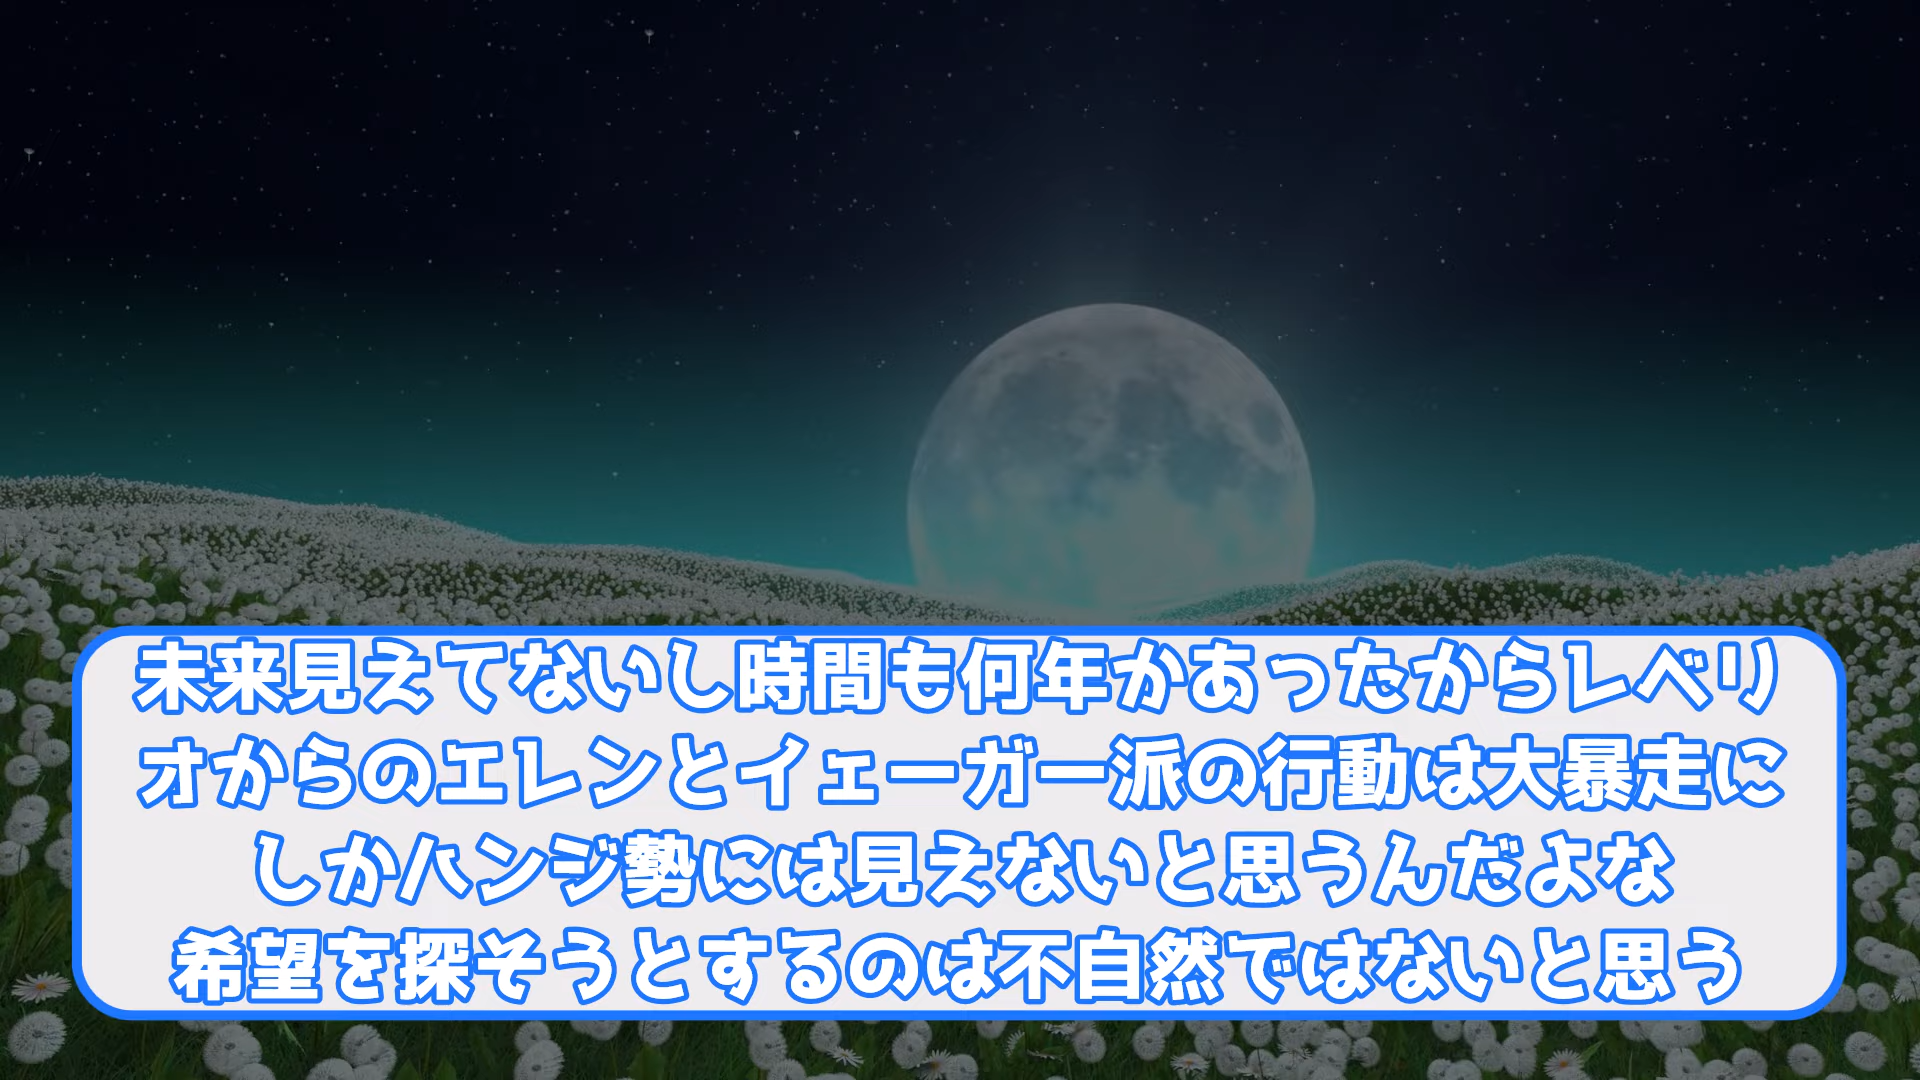 未来見えてないし時間も何年かあったからレベリ
オからのエレンとイェーガー派の行動は大暴走に
しかハンジ勢には見えないと思うんだよな
希望を探そうとするのは不自然ではないと思う